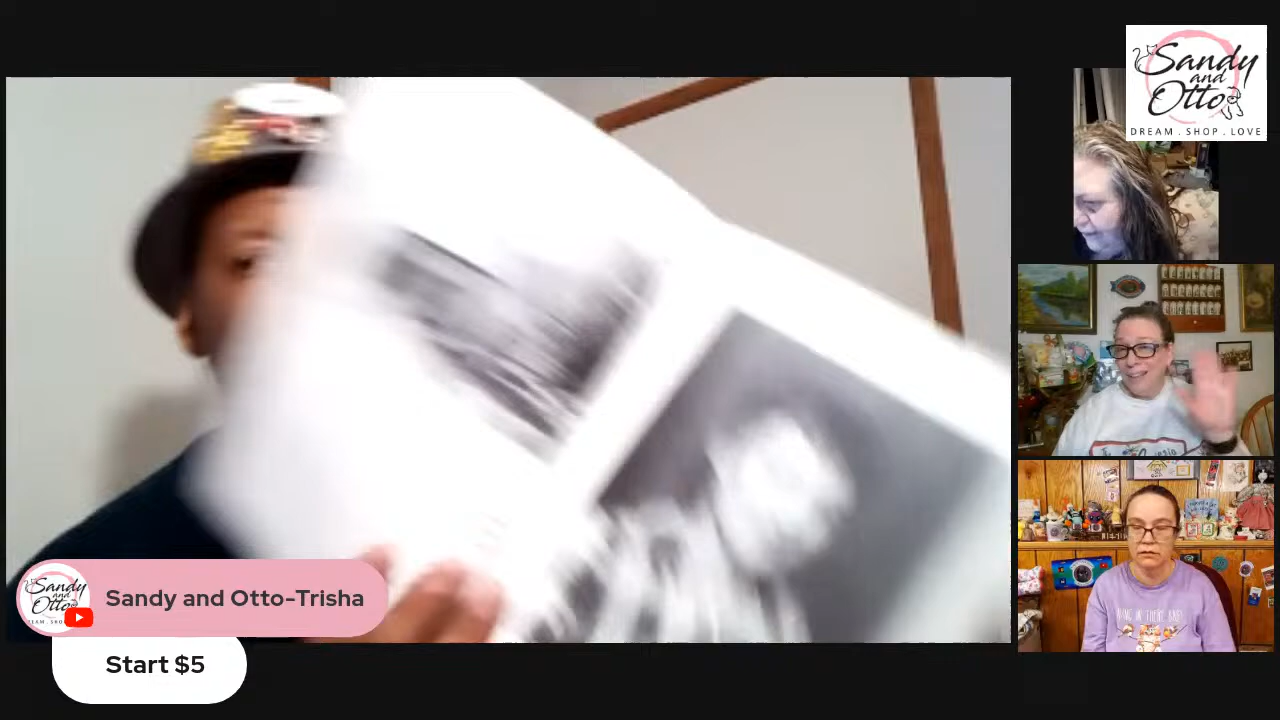 Sandy
and
Otto
DREAM . SHOP . LOVE
Sandy and Otto-Trisha
Start $5